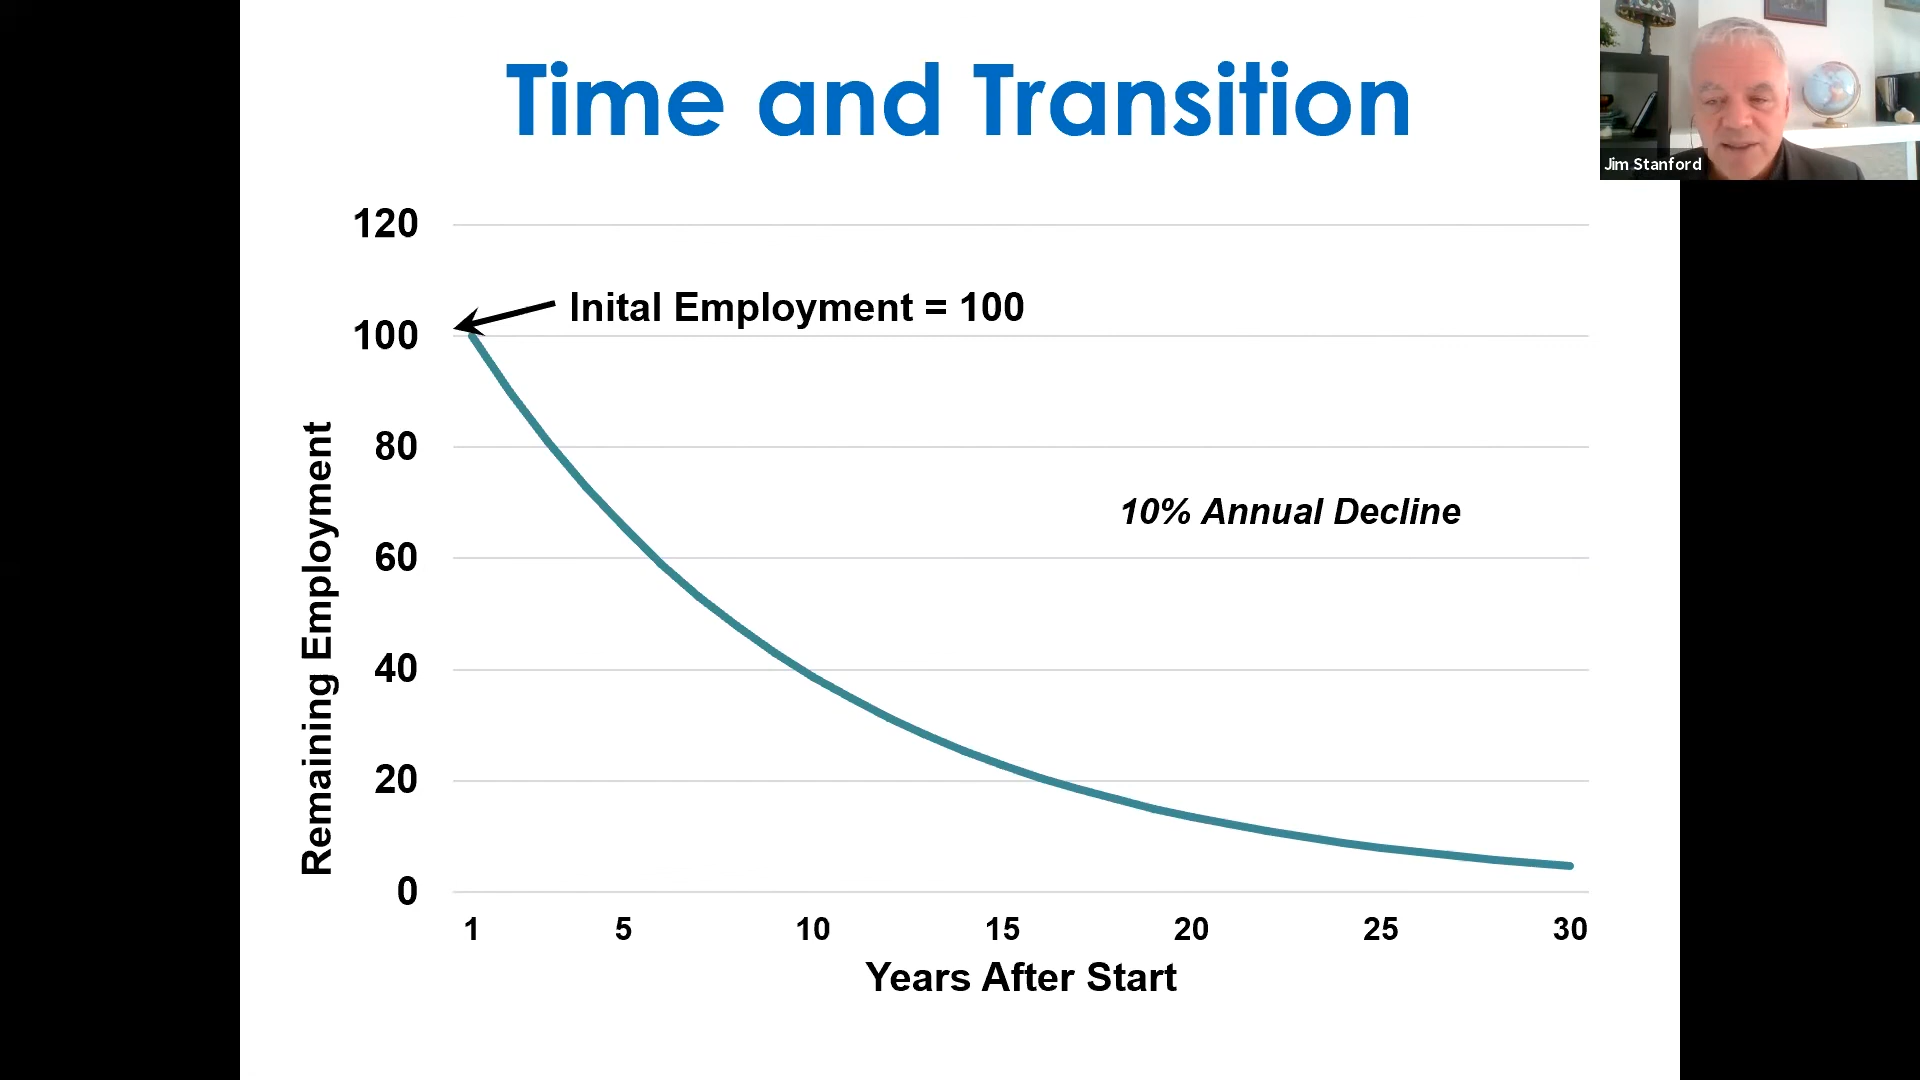 Time and Transition
Jim Stanford
120
Inital Employment = 100
100
80
10% Annual Decline
60
40
20
0
Remaining Employment
1 5 10 15 20 25 30
Years After Start